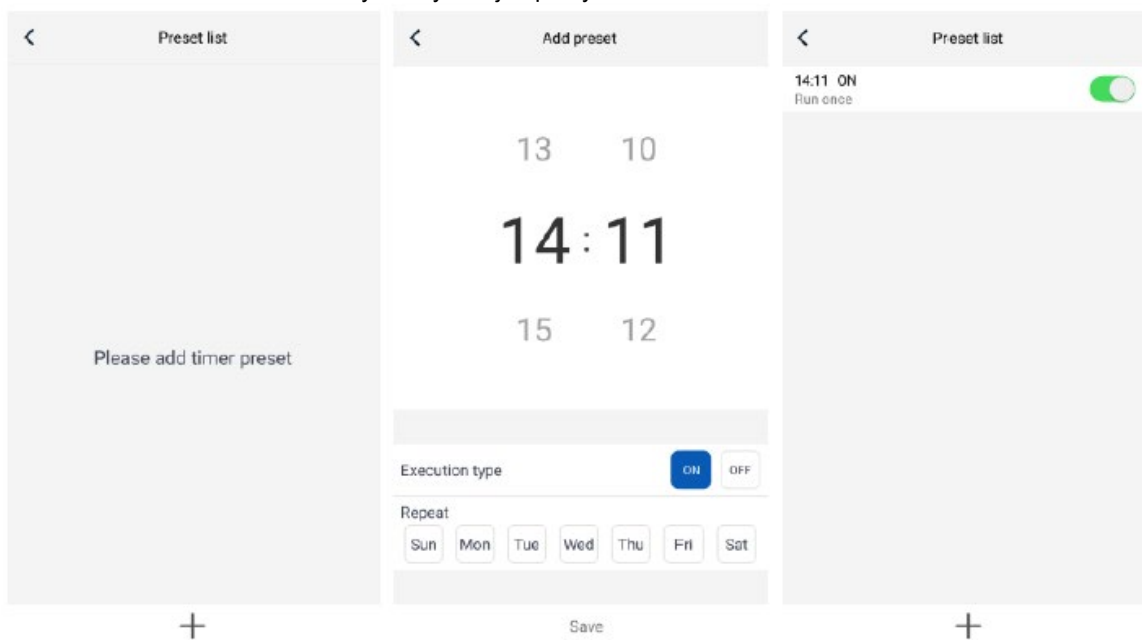 Preset list
Please add timer preset
Add preset
13 10
14 : 11
15 12
Execution type ON OFF
Repeat
Sun Mon Tue Wed Thu Fri Sat
Save
Preset list
14:11 ON
Run once